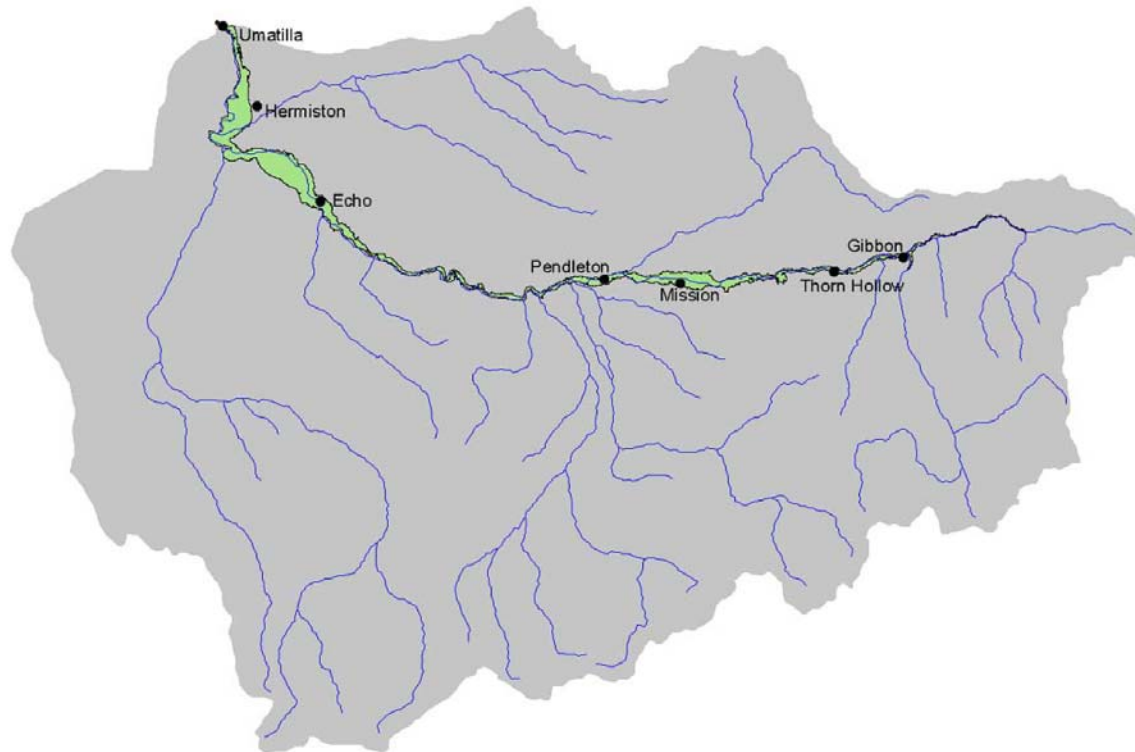 Umatilla
Hermiston
Echo
Gibbon
Pendleton
Thorn Hollow
Mission